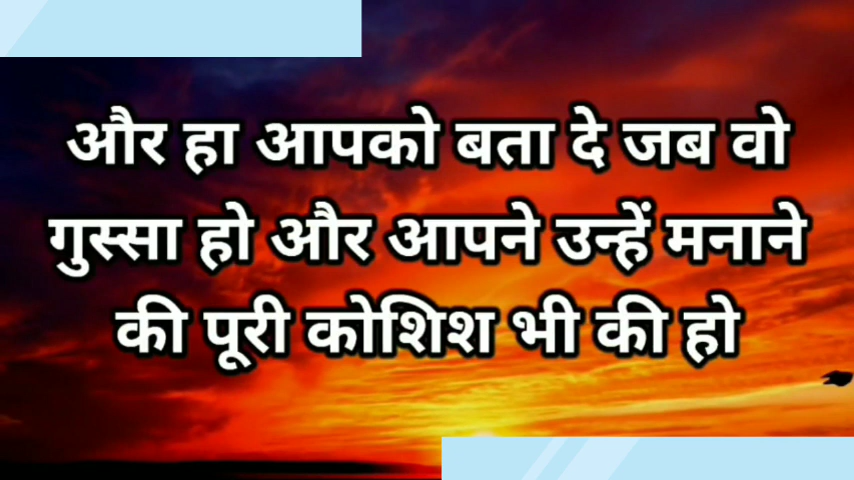 और हा आपको बता दे जब वो
गुस्सा हो और आपने उन्हें मनाने
की पूरी कोशिश भी की हो